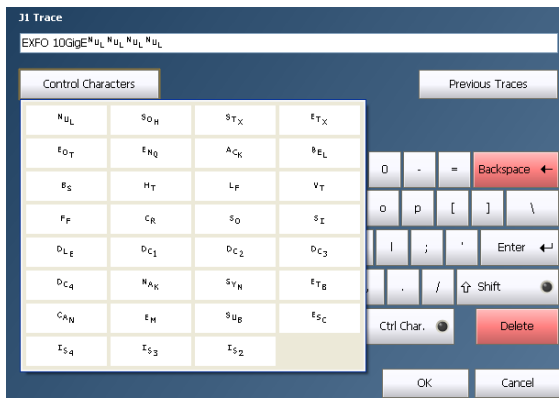 J1 Trace
EXFO 10GigE␀␀␀␀
Control Characters Previous Traces
NUL SOH STX ETX
EOT ENQ ACK BEL
BS HT LF VT
FF CR SO SI
DLE DC1 DC2 DC3
DC4 NAK SYN ETB
CAN EM SUB ESC
IS4 IS3 IS2
0 - = Backspace ←
o p [ ] \
l ; ' Enter ↵
, . / ⇧ Shift
Ctrl Char. Delete
OK Cancel